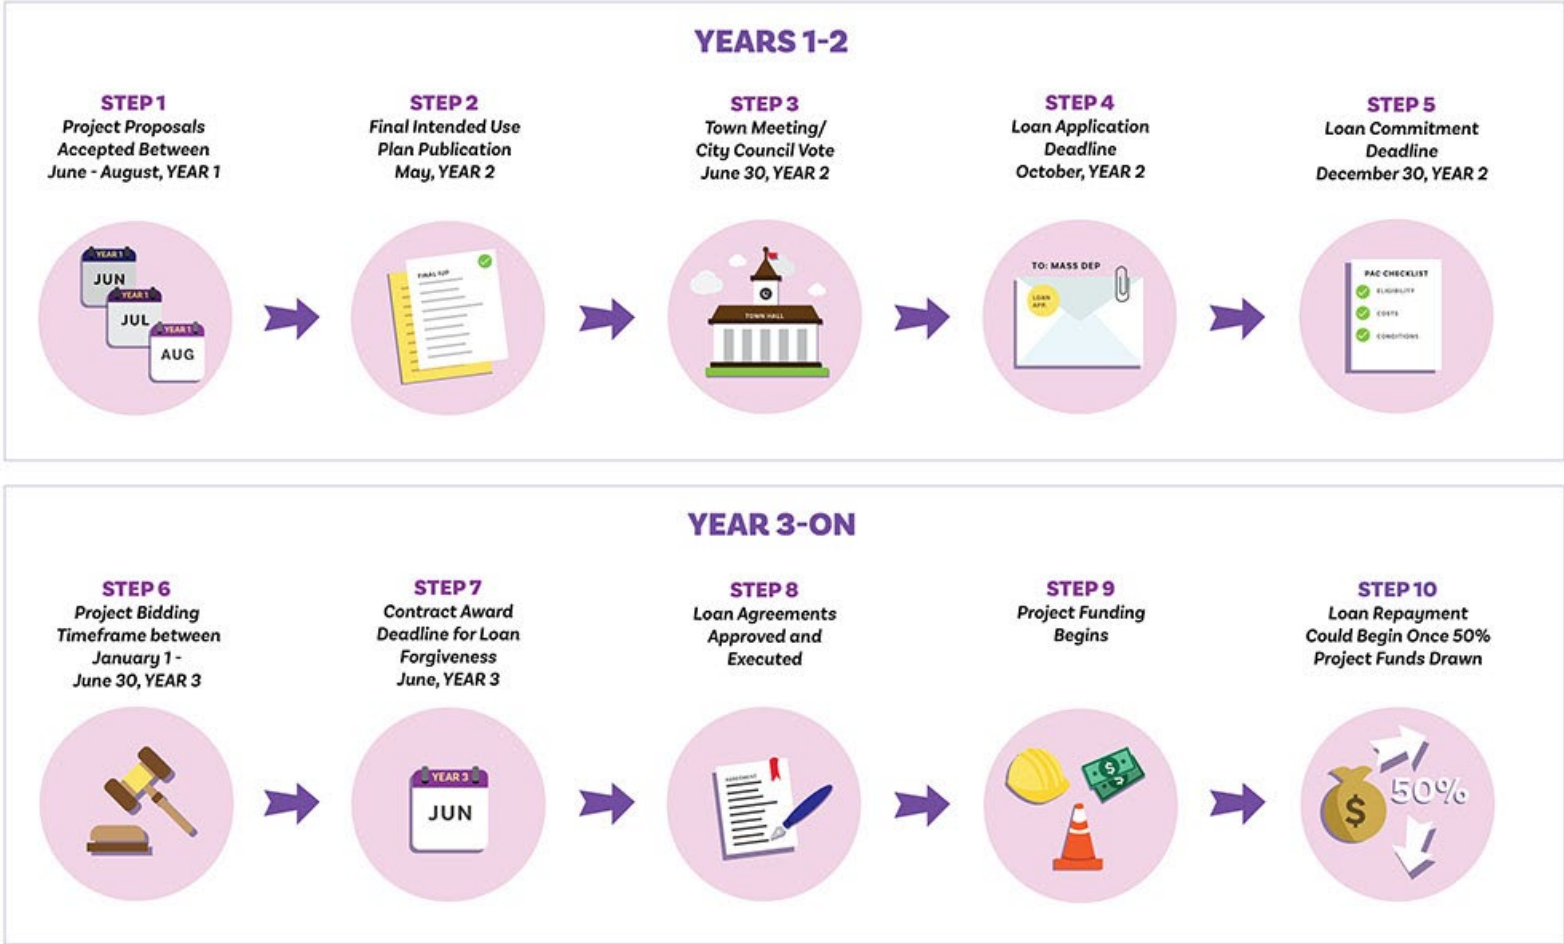 YEARS 1-2
STEP 1
Project Proposals
Accepted Between
June - August, YEAR 1
STEP 2
Final Intended Use
Plan Publication
May, YEAR 2
STEP 3
Town Meeting/
City Council Vote
June 30, YEAR 2
STEP 4
Loan Application
Deadline
October, YEAR 2
STEP 5
Loan Commitment
Deadline
December 30, YEAR 2
YEAR 1
JUN
YEAR 1
JUL
YEAR 1
AUG
FINAL IUP
TOWN HALL
TO: MASS DEP
LOAN
APP.
PAC CHECKLIST
ELIGIBILITY
COSTS
CONDITIONS
YEAR 3-ON
STEP 6
Project Bidding
Timeframe between
January 1 -
June 30, YEAR 3
STEP 7
Contract Award
Deadline for Loan
Forgiveness
June, YEAR 3
STEP 8
Loan Agreements
Approved and
Executed
STEP 9
Project Funding
Begins
STEP 10
Loan Repayment
Could Begin Once 50%
Project Funds Drawn
YEAR 3
JUN
AGREEMENT
$
$
$
50%